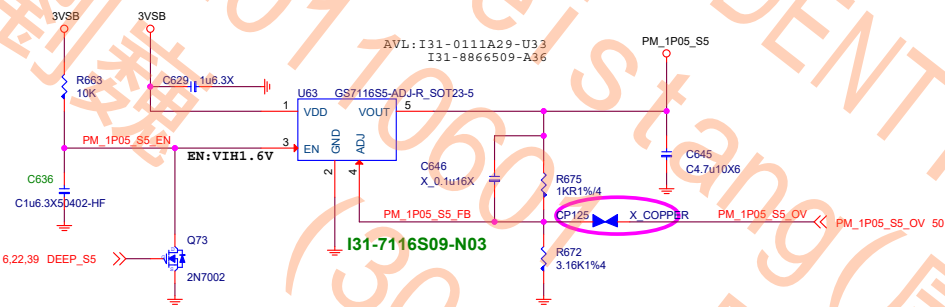 3VSB
3VSB
AVL:I31-0111A29-U33
I31-8866509-A36
PM_1P05_S5
R663
10K
C629
1u6.3X
U63
GS7116S5-ADJ-R_SOT23-5
1
VDD
VOUT
5
GND
ADJ
PM_1P05_S5_EN
3
EN
EN:VIH1.6V
2
4
C636
C1u6.3X50402-HF
C646
X_0.1u16X
R675
1KR1%/4
C645
C4.7u10X6
PM_1P05_S5_FB
CP125
X_COPPER
PM_1P05_S5_OV
PM_1P05_S5_OV 50
I31-7116S09-N03
R672
3.16K1%4
Q73
2N7002
6,22,39 DEEP_S5